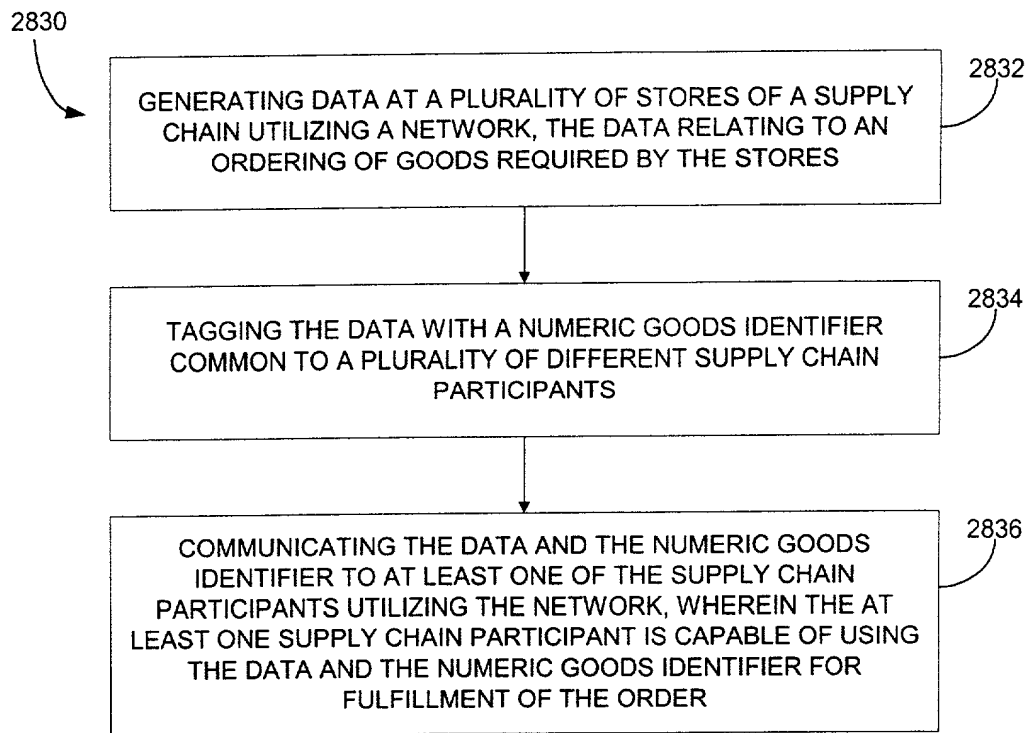 2830
2832
GENERATING DATA AT A PLURALITY OF STORES OF A SUPPLY
CHAIN UTILIZING A NETWORK, THE DATA RELATING TO AN
ORDERING OF GOODS REQUIRED BY THE STORES
2834
TAGGING THE DATA WITH A NUMERIC GOODS IDENTIFIER
COMMON TO A PLURALITY OF DIFFERENT SUPPLY CHAIN
PARTICIPANTS
2836
COMMUNICATING THE DATA AND THE NUMERIC GOODS
IDENTIFIER TO AT LEAST ONE OF THE SUPPLY CHAIN
PARTICIPANTS UTILIZING THE NETWORK, WHEREIN THE AT
LEAST ONE SUPPLY CHAIN PARTICIPANT IS CAPABLE OF USING
THE DATA AND THE NUMERIC GOODS IDENTIFIER FOR
FULFILLMENT OF THE ORDER